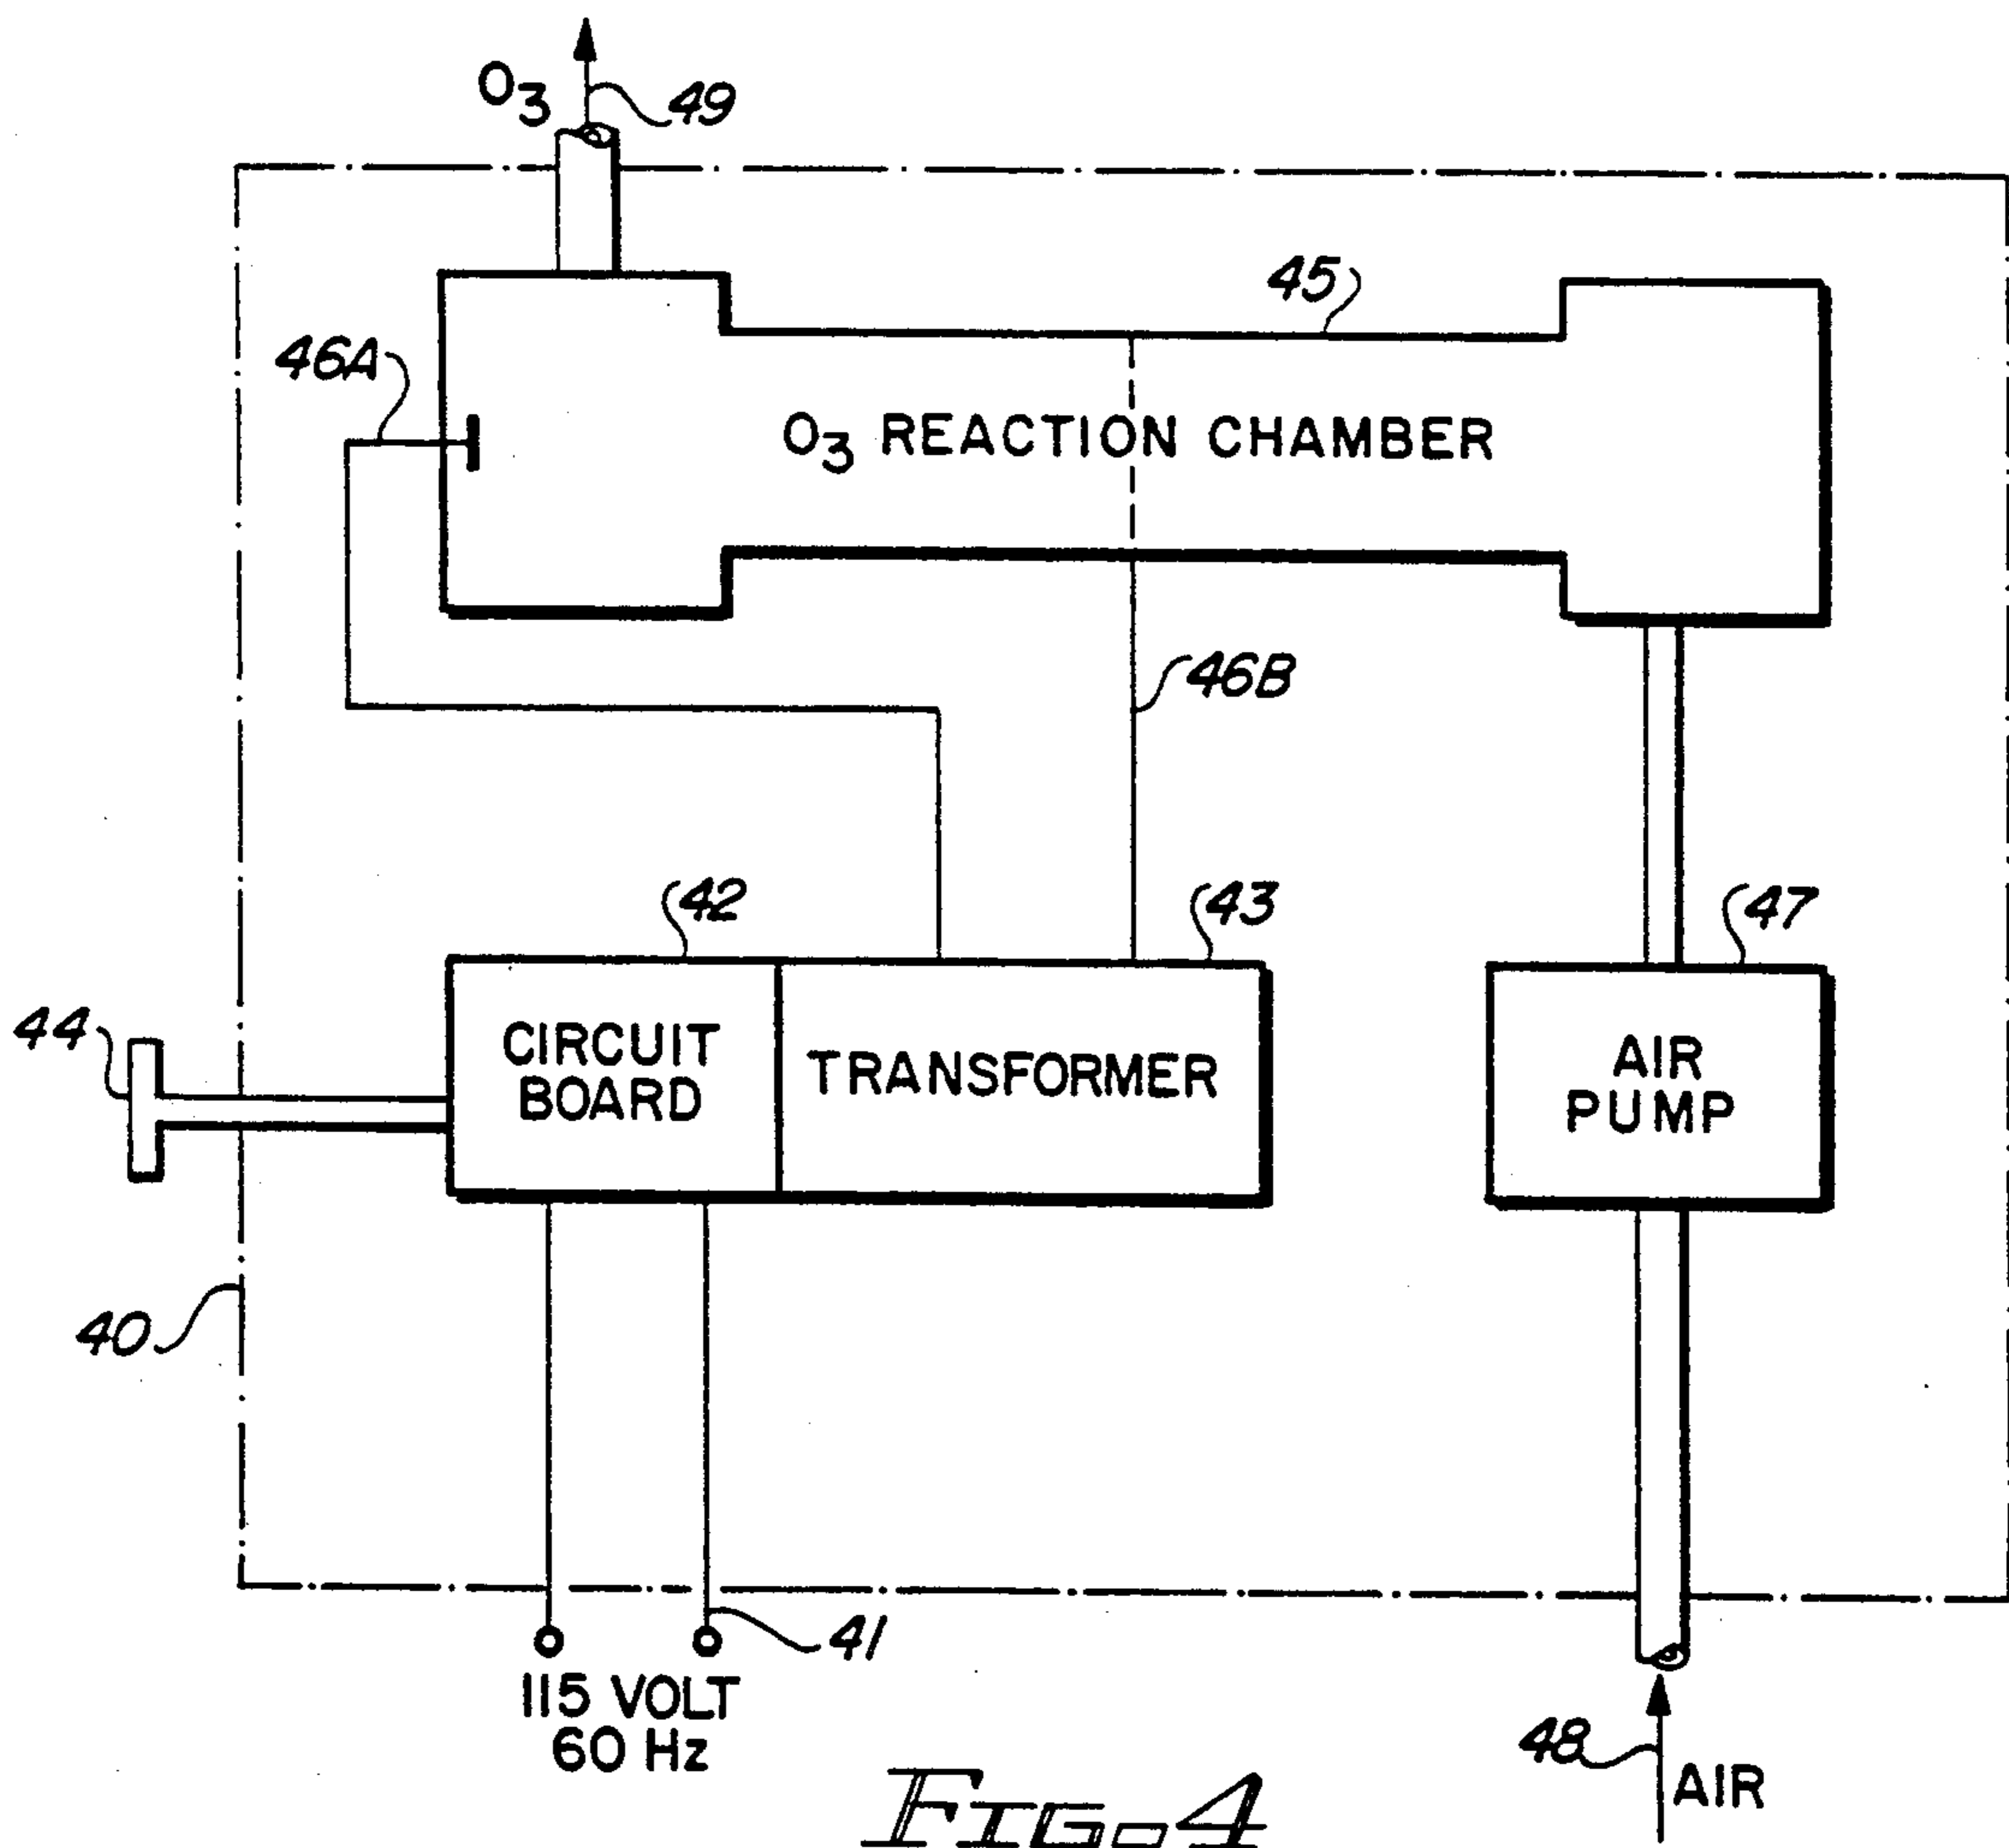 O3
49
45
46A
O3 REACTION CHAMBER
46B
42
43
47
44
CIRCUIT
BOARD
TRANSFORMER
AIR
PUMP
40
41
115 VOLT
60 Hz
48
AIR
FIG. 4